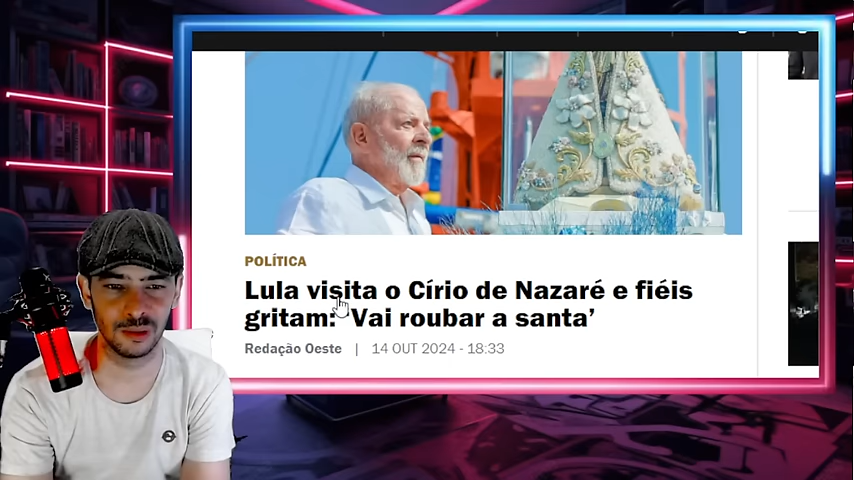 POLÍTICA
Lula visita o Círio de Nazaré e fiéis
gritam: ‘Vai roubar a santa’
Redação Oeste | 14 OUT 2024 - 18:33